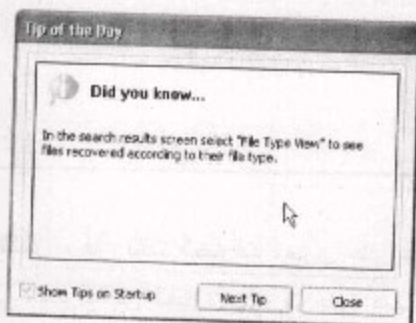 Tip of the Day
Did you know...
In the search results screen select "File Type View" to see
files recovered according to their file type.
Show Tips on Startup
Next Tip
Close